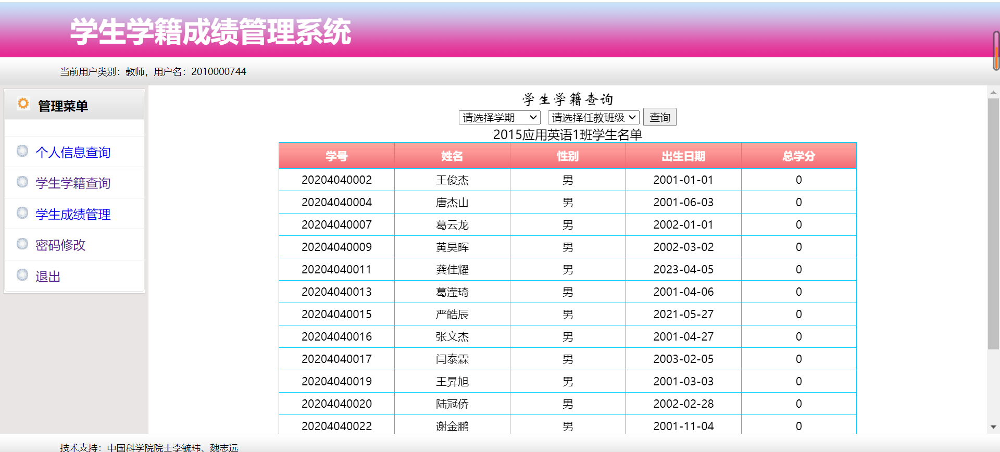 学生学籍成绩管理系统
当前用户类别：教师，用户名：2010000744
管理菜单
个人信息查询
学生学籍查询
学生成绩管理
密码修改
退出
学生学籍查询
请选择学期 请选择任教班级 查询
2015应用英语1班学生名单
学号 姓名 性别 出生日期 总学分
20204040002 王俊杰 男 2001-01-01 0
20204040004 唐杰山 男 2001-06-03 0
20204040007 葛云龙 男 2002-01-01 0
20204040009 黄昊晖 男 2002-03-02 0
20204040011 龚佳耀 男 2023-04-05 0
20204040013 葛滢琦 男 2001-04-06 0
20204040015 严皓辰 男 2021-05-27 0
20204040016 张文杰 男 2001-04-27 0
20204040017 闫泰霖 男 2003-02-05 0
20204040019 王昇旭 男 2001-03-03 0
20204040020 陆冠侨 男 2002-02-28 0
20204040022 谢金鹏 男 2001-11-04 0
技术支持：中国科学院院士李毓玮、魏志远